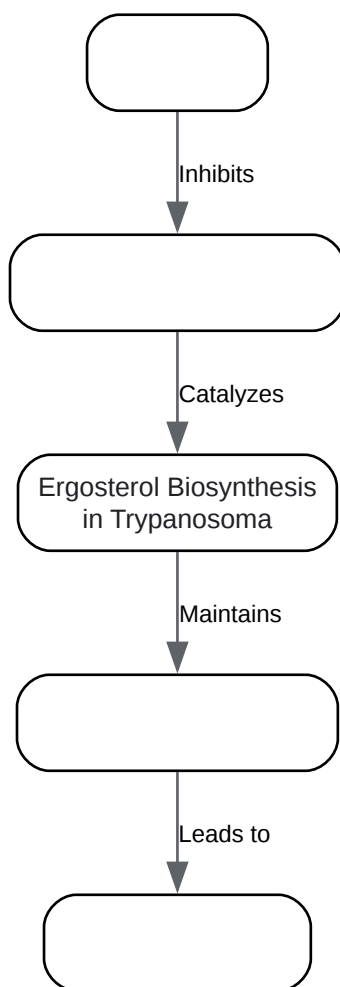 Inhibits
Catalyzes
Ergosterol Biosynthesis
in Trypanosoma
Maintains
Leads to